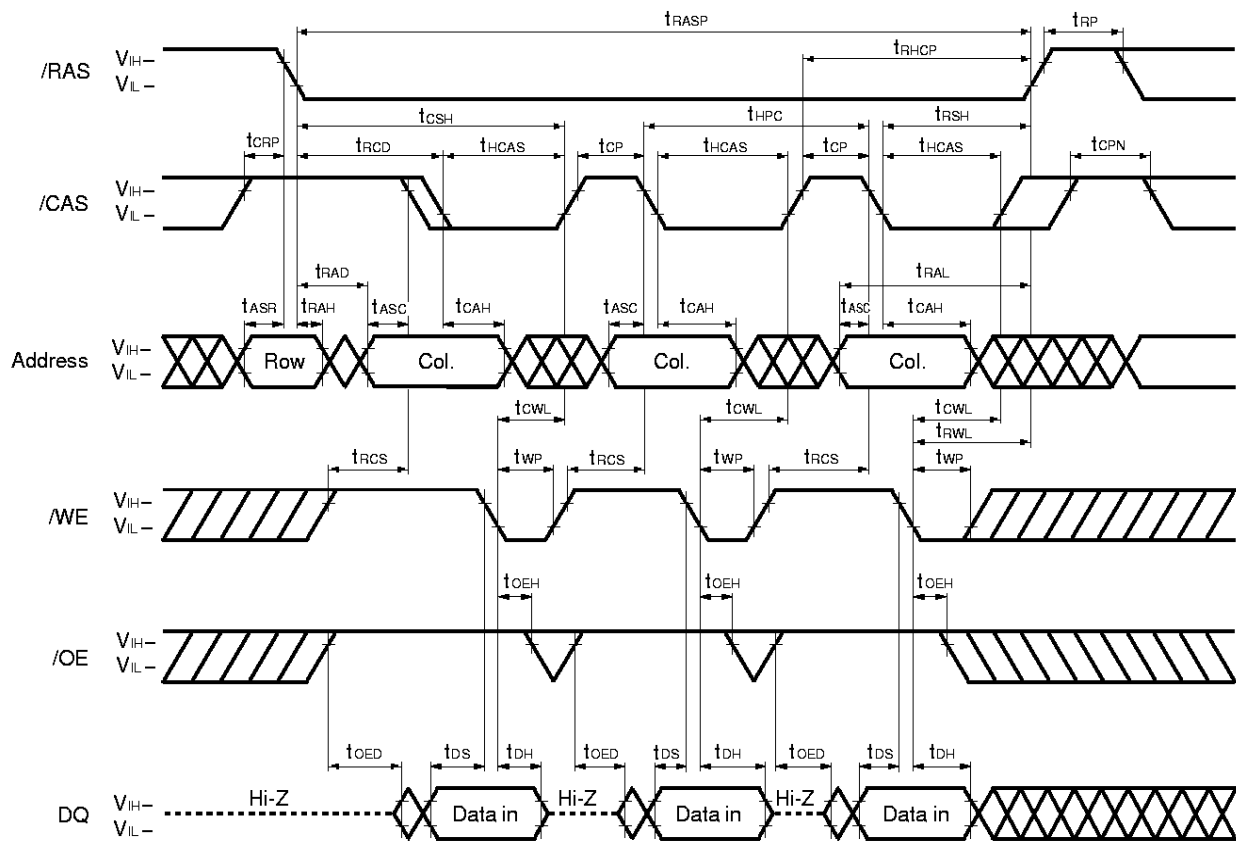 tRASP tRP
VIH–
/RAS
VIL–
tRHCP
tCSH tHPC tRSH
tCRP tRCD tHCAS tCP tHCAS tCP tHCAS tCPN
VIH–
/CAS
VIL–
tRAD tRAL
tASR tRAH tASC tCAH tASC tCAH tASC tCAH
VIH–
Address
VIL–
Row Col. Col. Col.
tCWL tCWL tCWL
tRWL
tRCS tWP tRCS tWP tRCS tWP
VIH–
/WE
VIL–
tOEH tOEH tOEH
VIH–
/OE
VIL–
tOED tDS tDH tOED tDS tDH tOED tDS tDH
Hi-Z Hi-Z Hi-Z
VIH–
DQ
VIL–
Data in Data in Data in